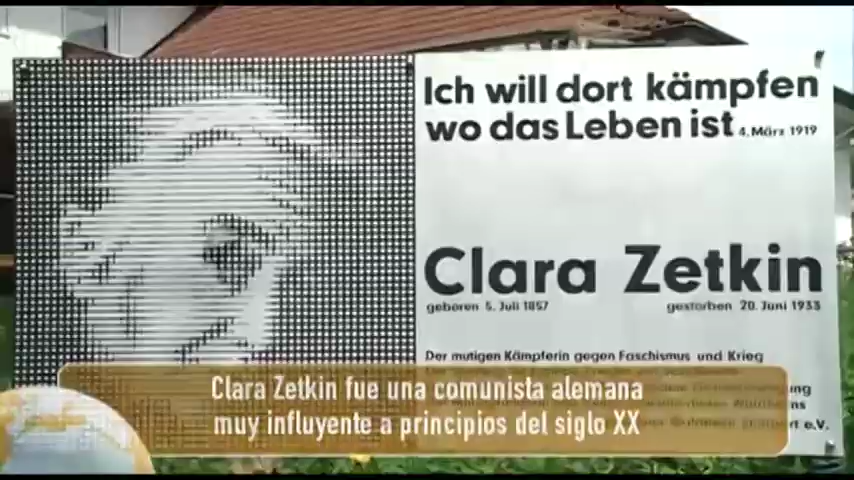 Ich will dort kämpfen
wo das Leben ist 4. März 1919
Clara Zetkin
geboren 5. Juli 1857
gestorben 20. Juni 1933
Der mutigen Kämpferin gegen Faschismus und Krieg
Clara Zetkin fue una comunista alemana
muy influyente a principios del siglo XX
e.V.